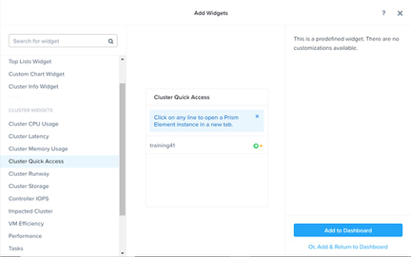 Add Widgets
?
×
Search for widget
Top Lists Widget
Custom Chart Widget
Cluster Info Widget
CLUSTER WIDGETS
Cluster CPU Usage
Cluster Latency
Cluster Memory Usage
Cluster Quick Access
Cluster Runway
Cluster Storage
Controller IOPS
Impacted Cluster
VM Efficiency
Performance
Tasks
Cluster Quick Access
Click on any line to open a Prism
Element instance in a new tab.
×
training41
This is a predefined widget. There are no
customizations available.
Add to Dashboard
Or, Add & Return to Dashboard